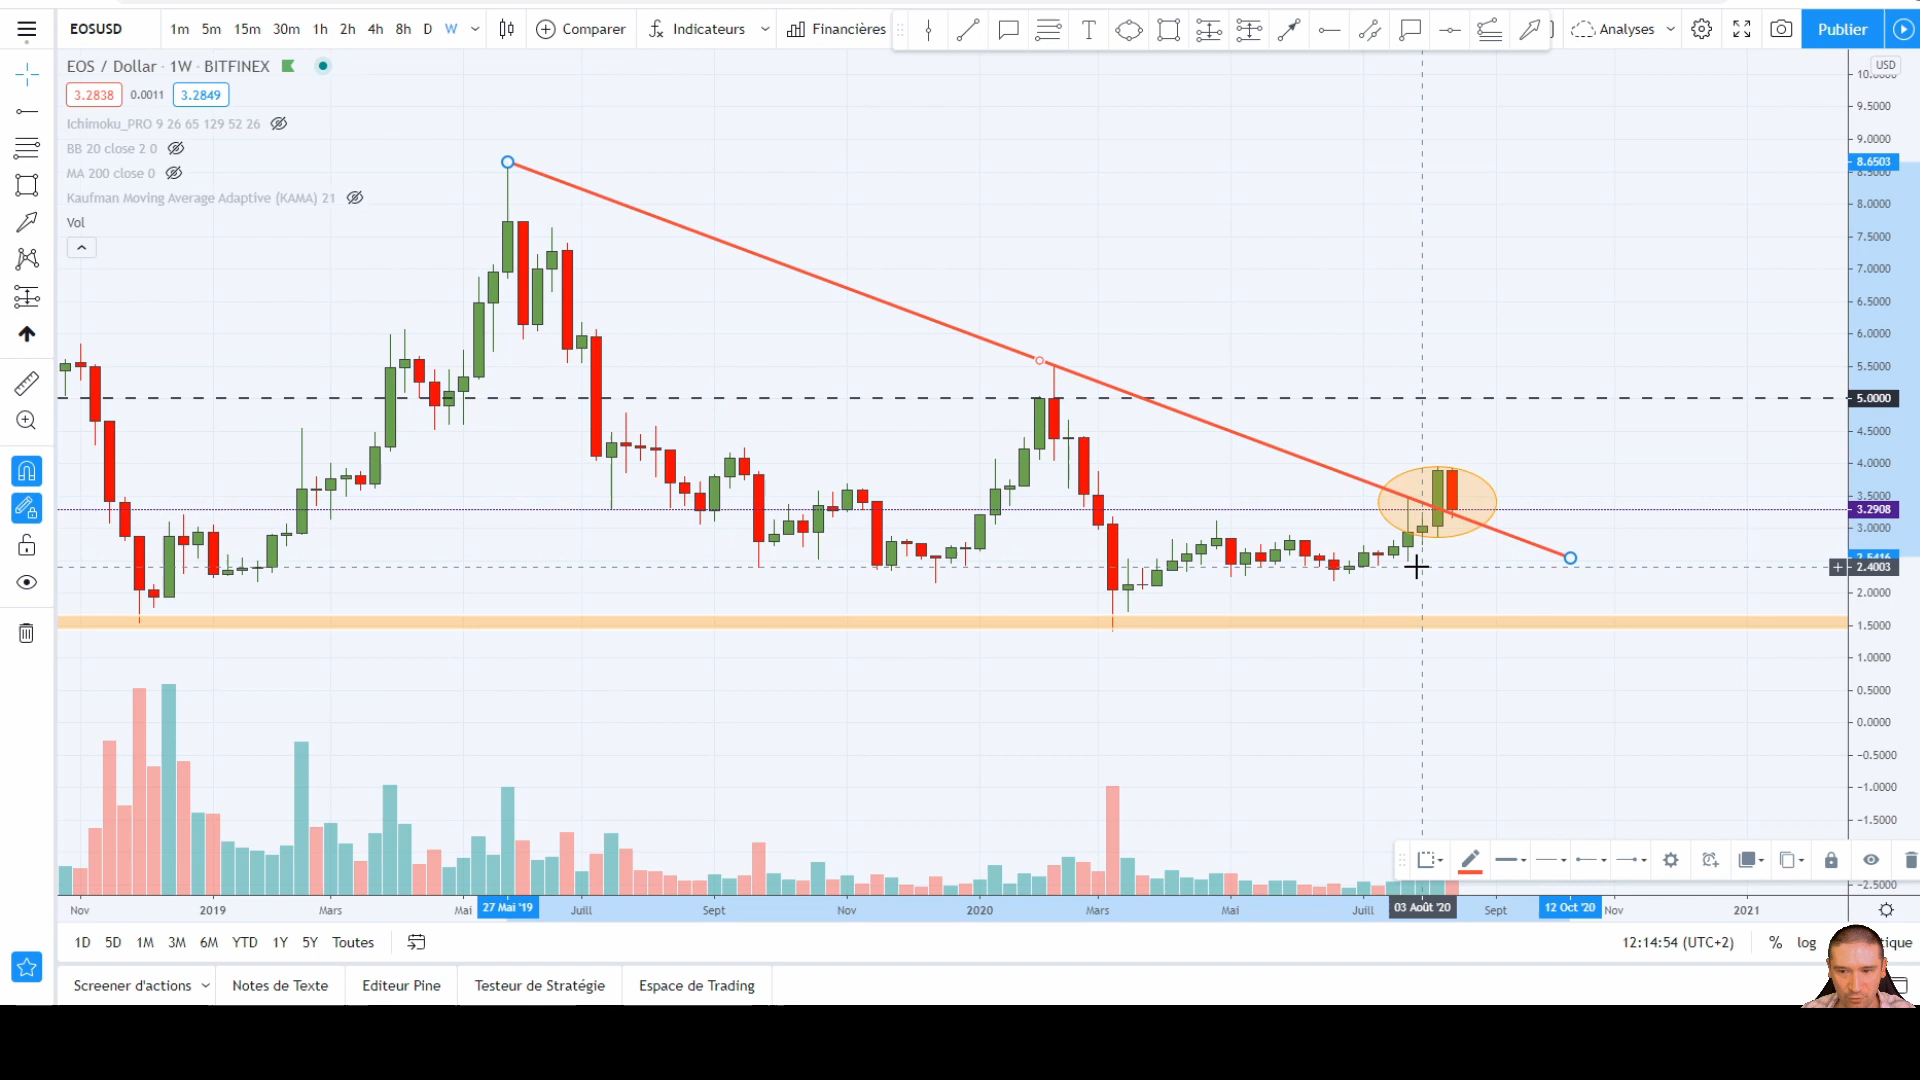 EOSUSD 1m 5m 15m 30m 1h 2h 4h 8h D W Comparer Indicateurs Financières T Analyses Publier
EOS / Dollar · 1W · BITFINEX
USD
3.2838 0.0011 3.2849
Ichimoku_PRO 9 26 65 129 52 26
BB 20 close 2 0
MA 200 close 0
Kaufman Moving Average Adaptive (KAMA) 21
Vol
9.5000
9.0000
8.6503
8.0000
7.5000
7.0000
6.5000
6.0000
5.5000
5.0000
4.5000
4.0000
3.5000
3.2908
3.0000
2.4003
2.0000
1.5000
1.0000
0.5000
0.0000
-0.5000
-1.0000
-1.5000
-2.5000
Nov 2019 Mars Mai 27 Mai '19 Juill Sept Nov 2020 Mars Mai Juill 03 Août '20 Sept 12 Oct '20 Nov 2021
1D 5D 1M 3M 6M YTD 1Y 5Y Toutes 12:14:54 (UTC+2) % log
Screener d'actions Notes de Texte Editeur Pine Testeur de Stratégie Espace de Trading